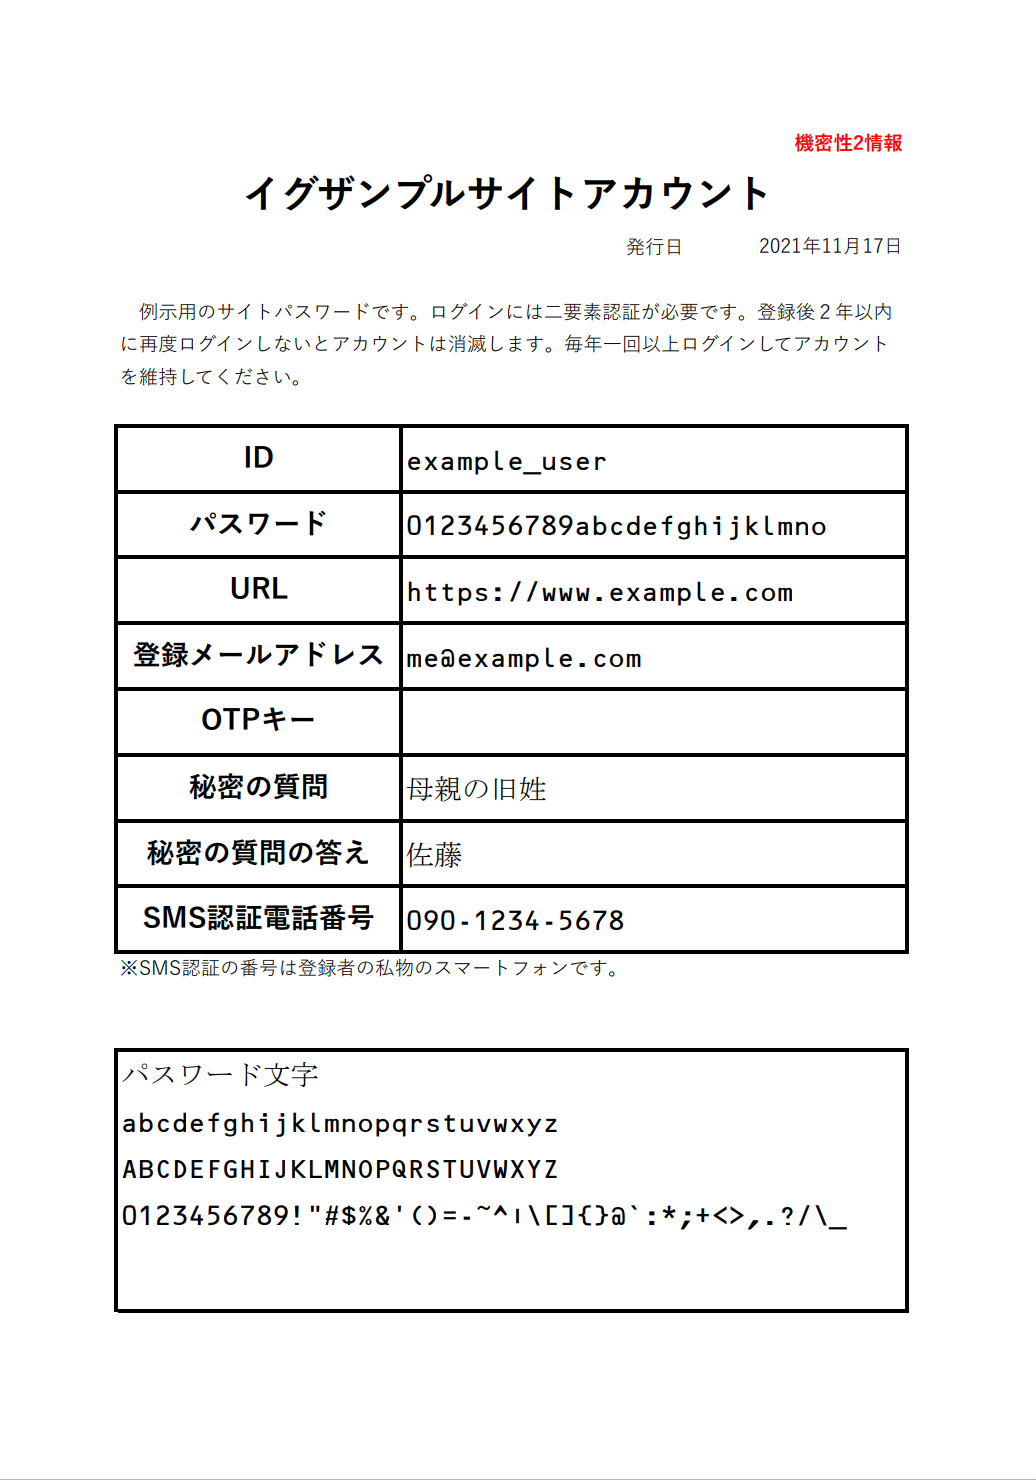 機密性2情報
イグザンプルサイトアカウント
発行日 2021年11月17日
例示用のサイトパスワードです。ログインには二要素認証が必要です。登録後２年以内
に再度ログインしないとアカウントは消滅します。毎年一回以上ログインしてアカウント
を維持してください。
ID example_user
パスワード 0123456789abcdefghijklmno
URL https://www.example.com
登録メールアドレス me@example.com
OTPキー
秘密の質問 母親の旧姓
秘密の質問の答え 佐藤
SMS認証電話番号 090-1234-5678
※SMS認証の番号は登録者の私物のスマートフォンです。
パスワード文字
abcdefghijklmnopqrstuvwxyz
ABCDEFGHIJKLMNOPQRSTUVWXYZ
0123456789!"#$%&'()=-~^|\[]{}@`:*;+<>,.?/\_